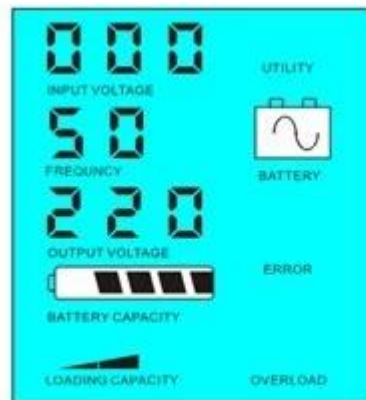 000
UTILITY
INPUT VOLTAGE
50
FREQUNCY
BATTERY
220
OUTPUT VOLTAGE
ERROR
BATTERY CAPACITY
LOADING CAPACITY
OVERLOAD